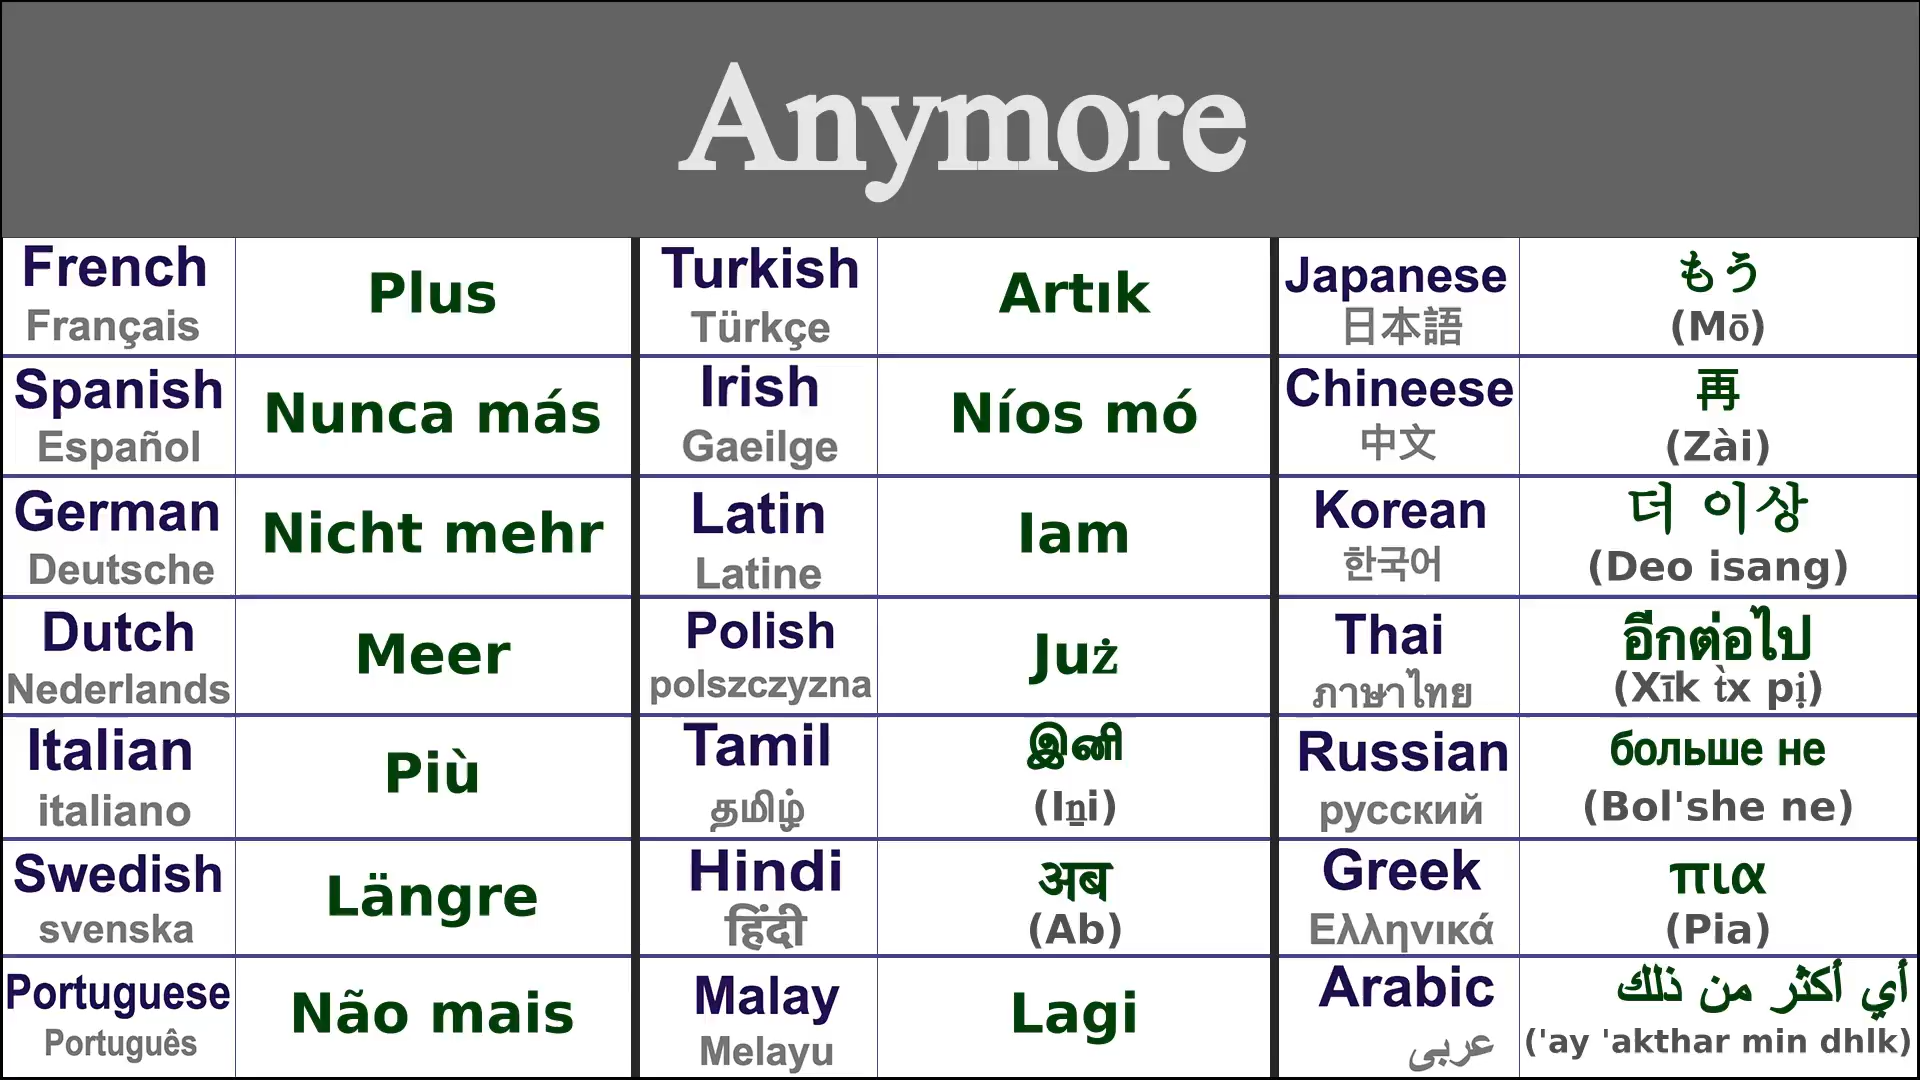 Anymore
French
Français
Plus
Spanish
Español
Nunca más
German
Deutsche
Nicht mehr
Dutch
Nederlands
Meer
Italian
italiano
Più
Swedish
svenska
Längre
Portuguese
Português
Não mais
Turkish
Türkçe
Artık
Irish
Gaeilge
Níos mó
Latin
Latine
Iam
Polish
polszczyzna
Już
Tamil
தமிழ்
இனி
(Iṉi)
Hindi
हिंदी
अब
(Ab)
Malay
Melayu
Lagi
Japanese
日本語
もう
(Mō)
Chineese
中文
再
(Zài)
Korean
한국어
더 이상
(Deo isang)
Thai
ภาษาไทย
อีกต่อไป
(Xīk t̀x pị)
Russian
русский
больше не
(Bol'she ne)
Greek
Ελληνικά
πια
(Pia)
Arabic
عربى
أي أكثر من ذلك
('ay 'akthar min dhlk)